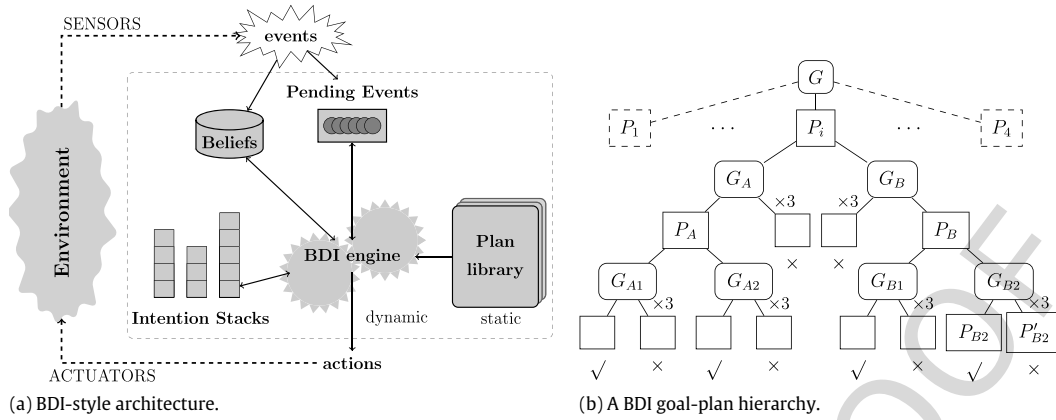 SENSORS
events
Pending Events
Beliefs
Environment
BDI engine
Plan
library
Intention Stacks
dynamic
static
actions
ACTUATORS
(a) BDI-style architecture.
G
P1 ... Pi ... P4
GA GB
×3 ×3
PA × × PB
GA1 GA2 GB1 GB2
×3 ×3 ×3 ×3
PB2 P′B2
√ × √ × √ × √ ×
(b) A BDI goal-plan hierarchy.
OOF